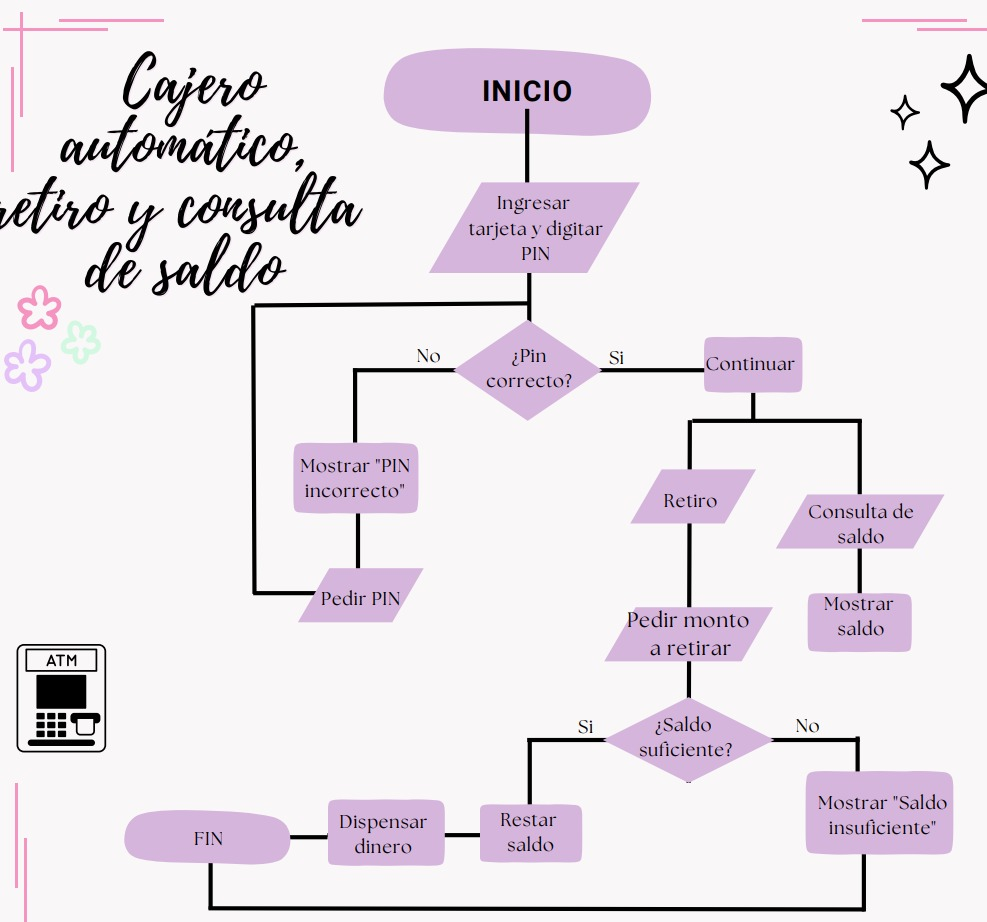 Cajero
automático,
retiro y consulta
de saldo
INICIO
Ingresar
tarjeta y digitar
PIN
¿Pin
correcto?
No
Si
Continuar
Mostrar "PIN
incorrecto"
Pedir PIN
Retiro
Consulta de
saldo
Mostrar
saldo
Pedir monto
a retirar
¿Saldo
suficiente?
Si
No
Restar
saldo
Dispensar
dinero
FIN
Mostrar "Saldo
insuficiente"
ATM